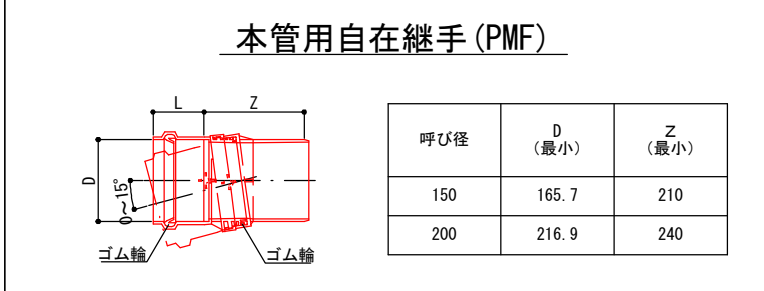 本管用自在継手(PMF)
L Z
D
0~15°
ゴム輪 ゴム輪
呼び径 D (最小) Z (最小)
150 165.7 210
200 216.9 240